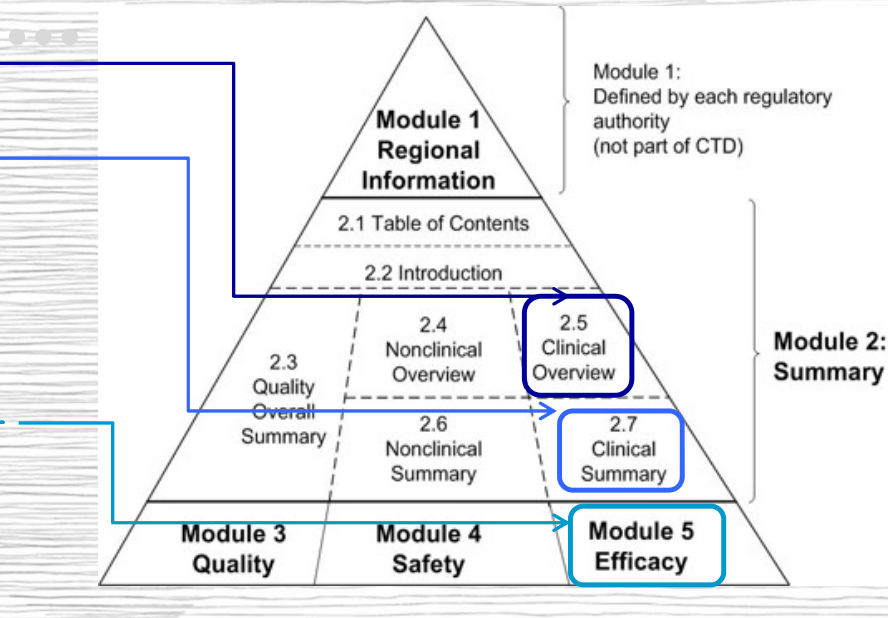 Module 1
Regional
Information
Module 1:
Defined by each regulatory
authority
(not part of CTD)
2.1 Table of Contents
2.2 Introduction
2.3
Quality
Overall
Summary
2.4
Nonclinical
Overview
2.5
Clinical
Overview
2.6
Nonclinical
Summary
2.7
Clinical
Summary
Module 2:
Summary
Module 3
Quality
Module 4
Safety
Module 5
Efficacy